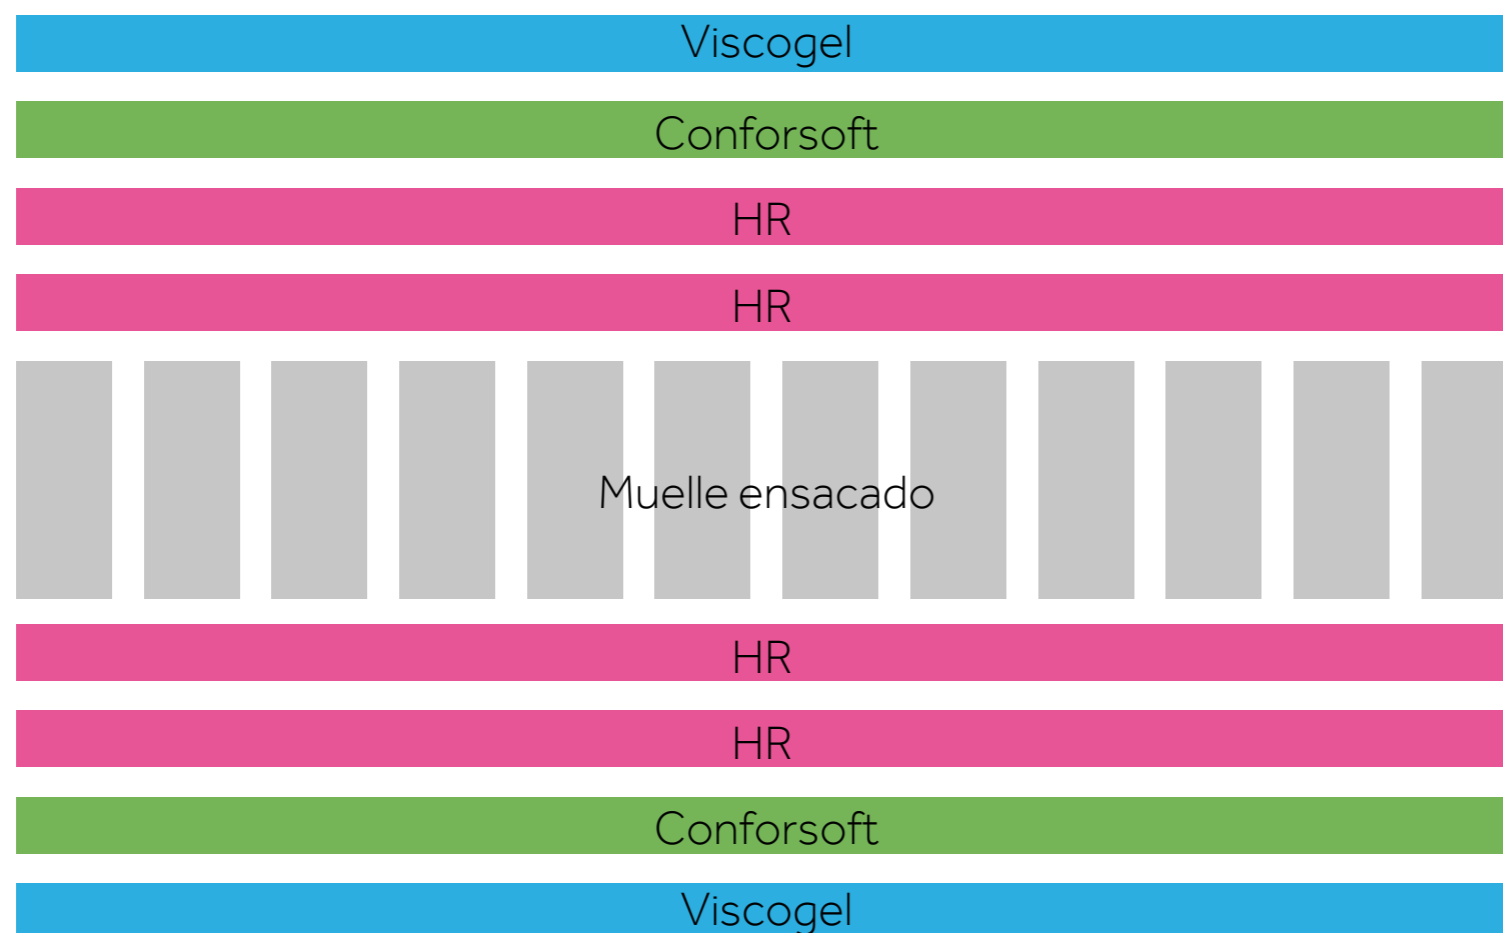 Viscogel
Conforsoft
HR
HR
Muelle ensacado
HR
HR
Conforsoft
Viscogel